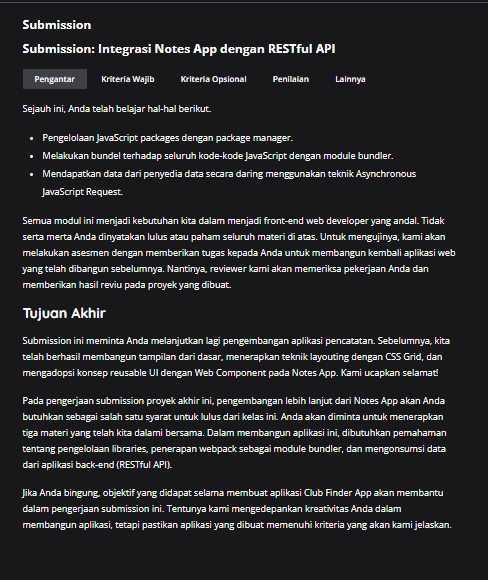 Submission
Submission: Integrasi Notes App dengan RESTful API
Pengantar Kriteria Wajib Kriteria Opsional Penilaian Lainnya
Sejauh ini, Anda telah belajar hal-hal berikut.
• Pengelolaan JavaScript packages dengan package manager.
• Melakukan bundel terhadap seluruh kode-kode JavaScript dengan module bundler.
• Mendapatkan data dari penyedia data secara daring menggunakan teknik Asynchronous
JavaScript Request.
Semua modul ini menjadi kebutuhan kita dalam menjadi front-end web developer yang andal. Tidak
serta merta Anda dinyatakan lulus atau paham seluruh materi di atas. Untuk mengujinya, kami akan
melakukan asesmen dengan memberikan tugas kepada Anda untuk membangun kembali aplikasi web
yang telah dibangun sebelumnya. Nantinya, reviewer kami akan memeriksa pekerjaan Anda dan
memberikan hasil reviu pada proyek yang dibuat.
Tujuan Akhir
Submission ini meminta Anda melanjutkan lagi pengembangan aplikasi pencatatan. Sebelumnya, kita
telah berhasil membangun tampilan dari dasar, menerapkan teknik layouting dengan CSS Grid, dan
mengadopsi konsep reusable UI dengan Web Component pada Notes App. Kami ucapkan selamat!
Pada pengerjaan submission proyek akhir ini, pengembangan lebih lanjut dari Notes App akan Anda
butuhkan sebagai salah satu syarat untuk lulus dari kelas ini. Anda akan diminta untuk menerapkan
tiga materi yang telah kita dalami bersama. Dalam membangun aplikasi ini, dibutuhkan pemahaman
tentang pengelolaan libraries, penerapan webpack sebagai module bundler, dan mengonsumsi data
dari aplikasi back-end (RESTful API).
Jika Anda bingung, objektif yang didapat selama membuat aplikasi Club Finder App akan membantu
dalam pengerjaan submission ini. Tentunya kami mengedepankan kreativitas Anda dalam
membangun aplikasi, tetapi pastikan aplikasi yang dibuat memenuhi kriteria yang akan kami jelaskan.